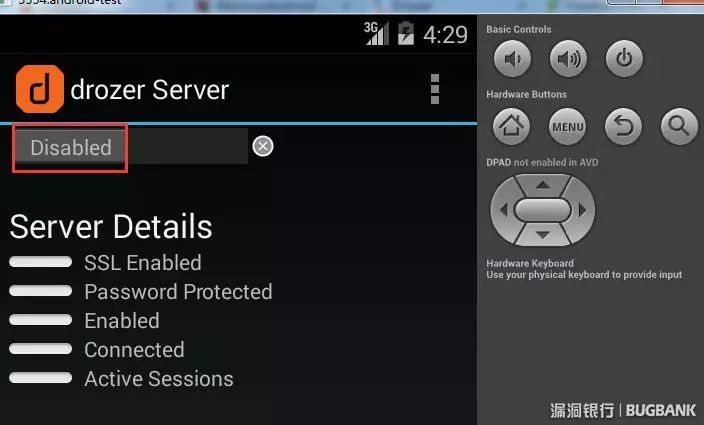 5554:android-test
3G 4:29
drozer Server
Disabled
Server Details
SSL Enabled
Password Protected
Enabled
Connected
Active Sessions
Basic Controls
Hardware Buttons
MENU
DPAD not enabled in AVD
Hardware Keyboard
Use your physical keyboard to provide input
漏洞银行 | BUGBANK